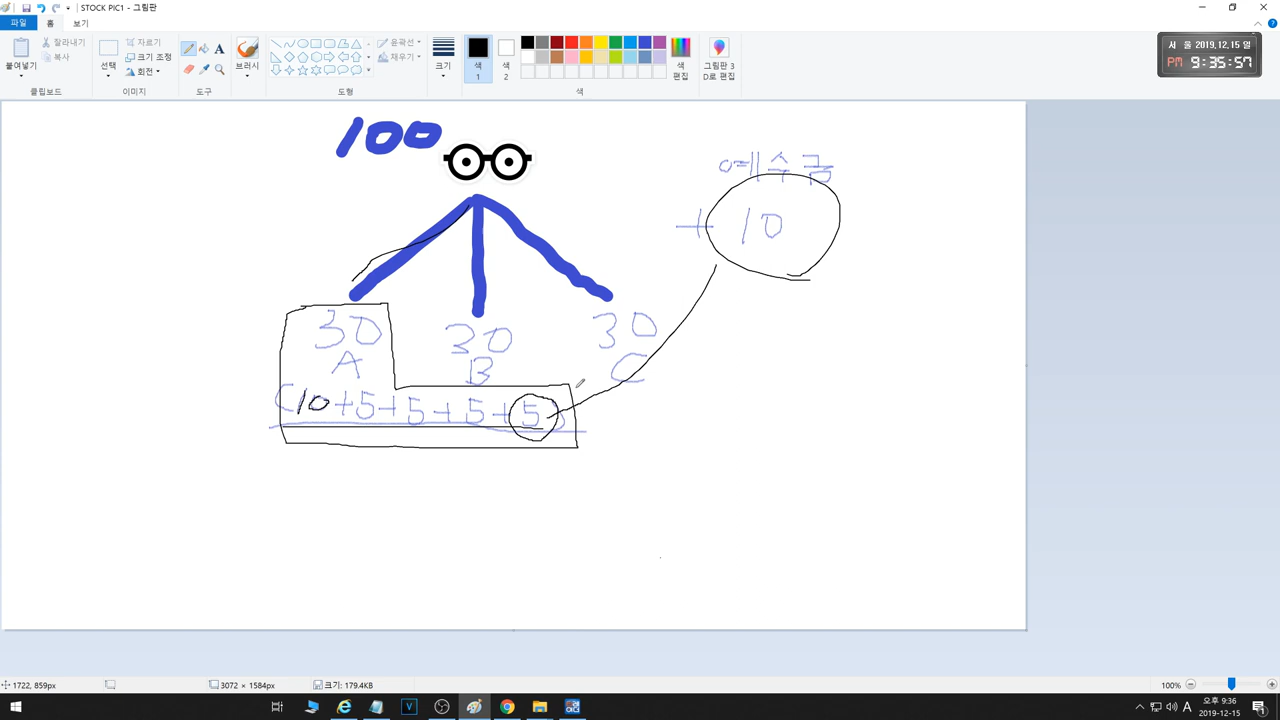 STOCK PIC1 - 그림판
파일 홈 보기
붙여넣기
잘라내기
복사
클립보드
선택
자르기
크기 조정
회전
이미지
A
도구
브러시
윤곽선
채우기
도형
크기
색 1
색 2
색 편집
그림판 3D로 편집
색
서 울 2019.12.15 일
PM 9:35:57
100
예수금
+ 10
30 30 30
A B C
(10+5+5+5+5)
1722, 859px
3072 × 1584px
크기: 179.4KB
100%
A
오후 9:36
2019-12-15